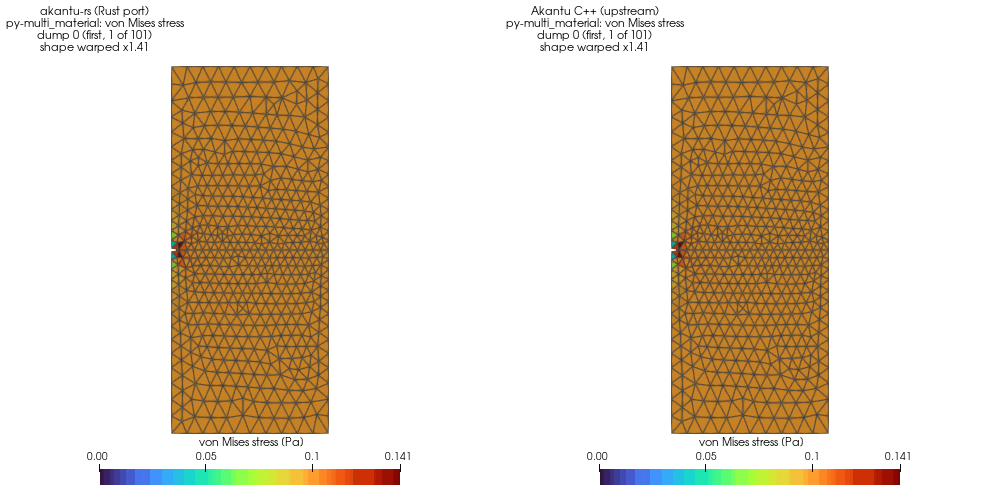 akantu-rs (Rust port)
py-multi_material: von Mises stress
dump 0 (first, 1 of 101)
shape warped x1.41
von Mises stress (Pa)
0.00 0.05 0.1 0.141
Akantu C++ (upstream)
py-multi_material: von Mises stress
dump 0 (first, 1 of 101)
shape warped x1.41
von Mises stress (Pa)
0.00 0.05 0.1 0.141